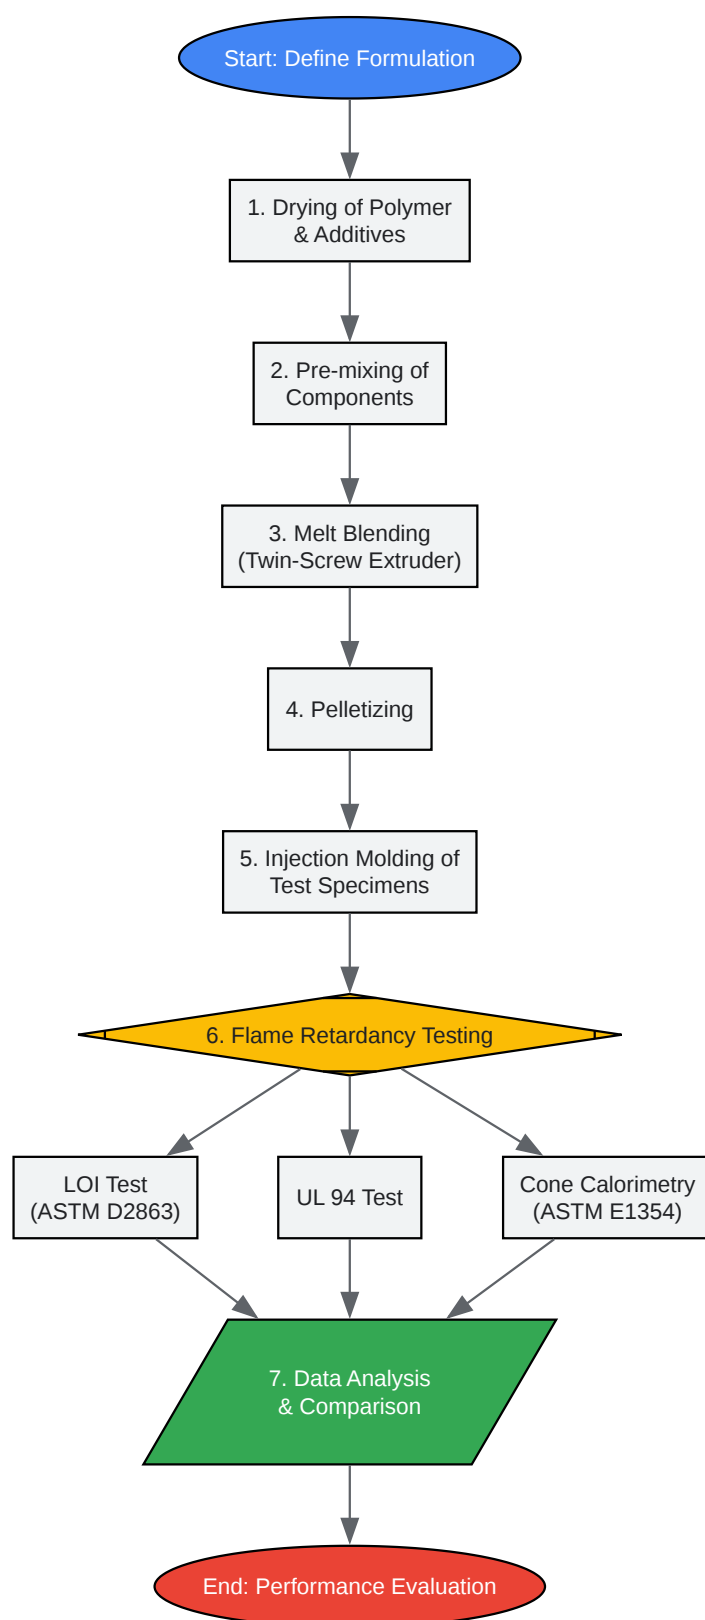 Start: Define Formulation
1. Drying of Polymer
& Additives
2. Pre-mixing of
Components
3. Melt Blending
(Twin-Screw Extruder)
4. Pelletizing
5. Injection Molding of
Test Specimens
6. Flame Retardancy Testing
LOI Test
(ASTM D2863)
UL 94 Test
Cone Calorimetry
(ASTM E1354)
7. Data Analysis
& Comparison
End: Performance Evaluation